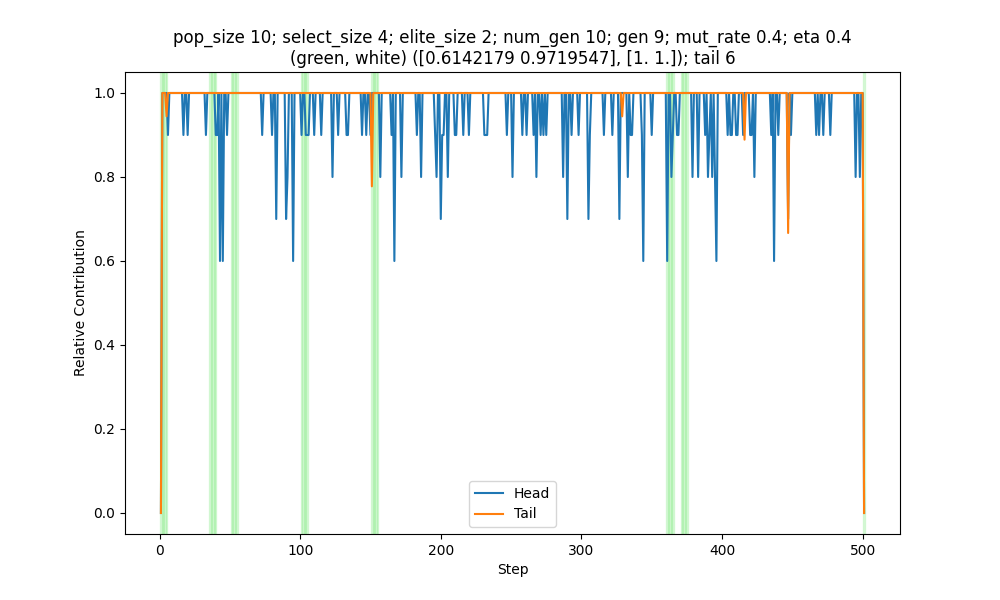 pop_size 10; select_size 4; elite_size 2; num_gen 10; gen 9; mut_rate 0.4; eta 0.4
(green, white) ([0.6142179 0.9719547], [1. 1.]); tail 6
1.0
0.8
0.6
0.4
0.2
0.0
Relative Contribution
Head
Tail
0
100
200
300
400
500
Step